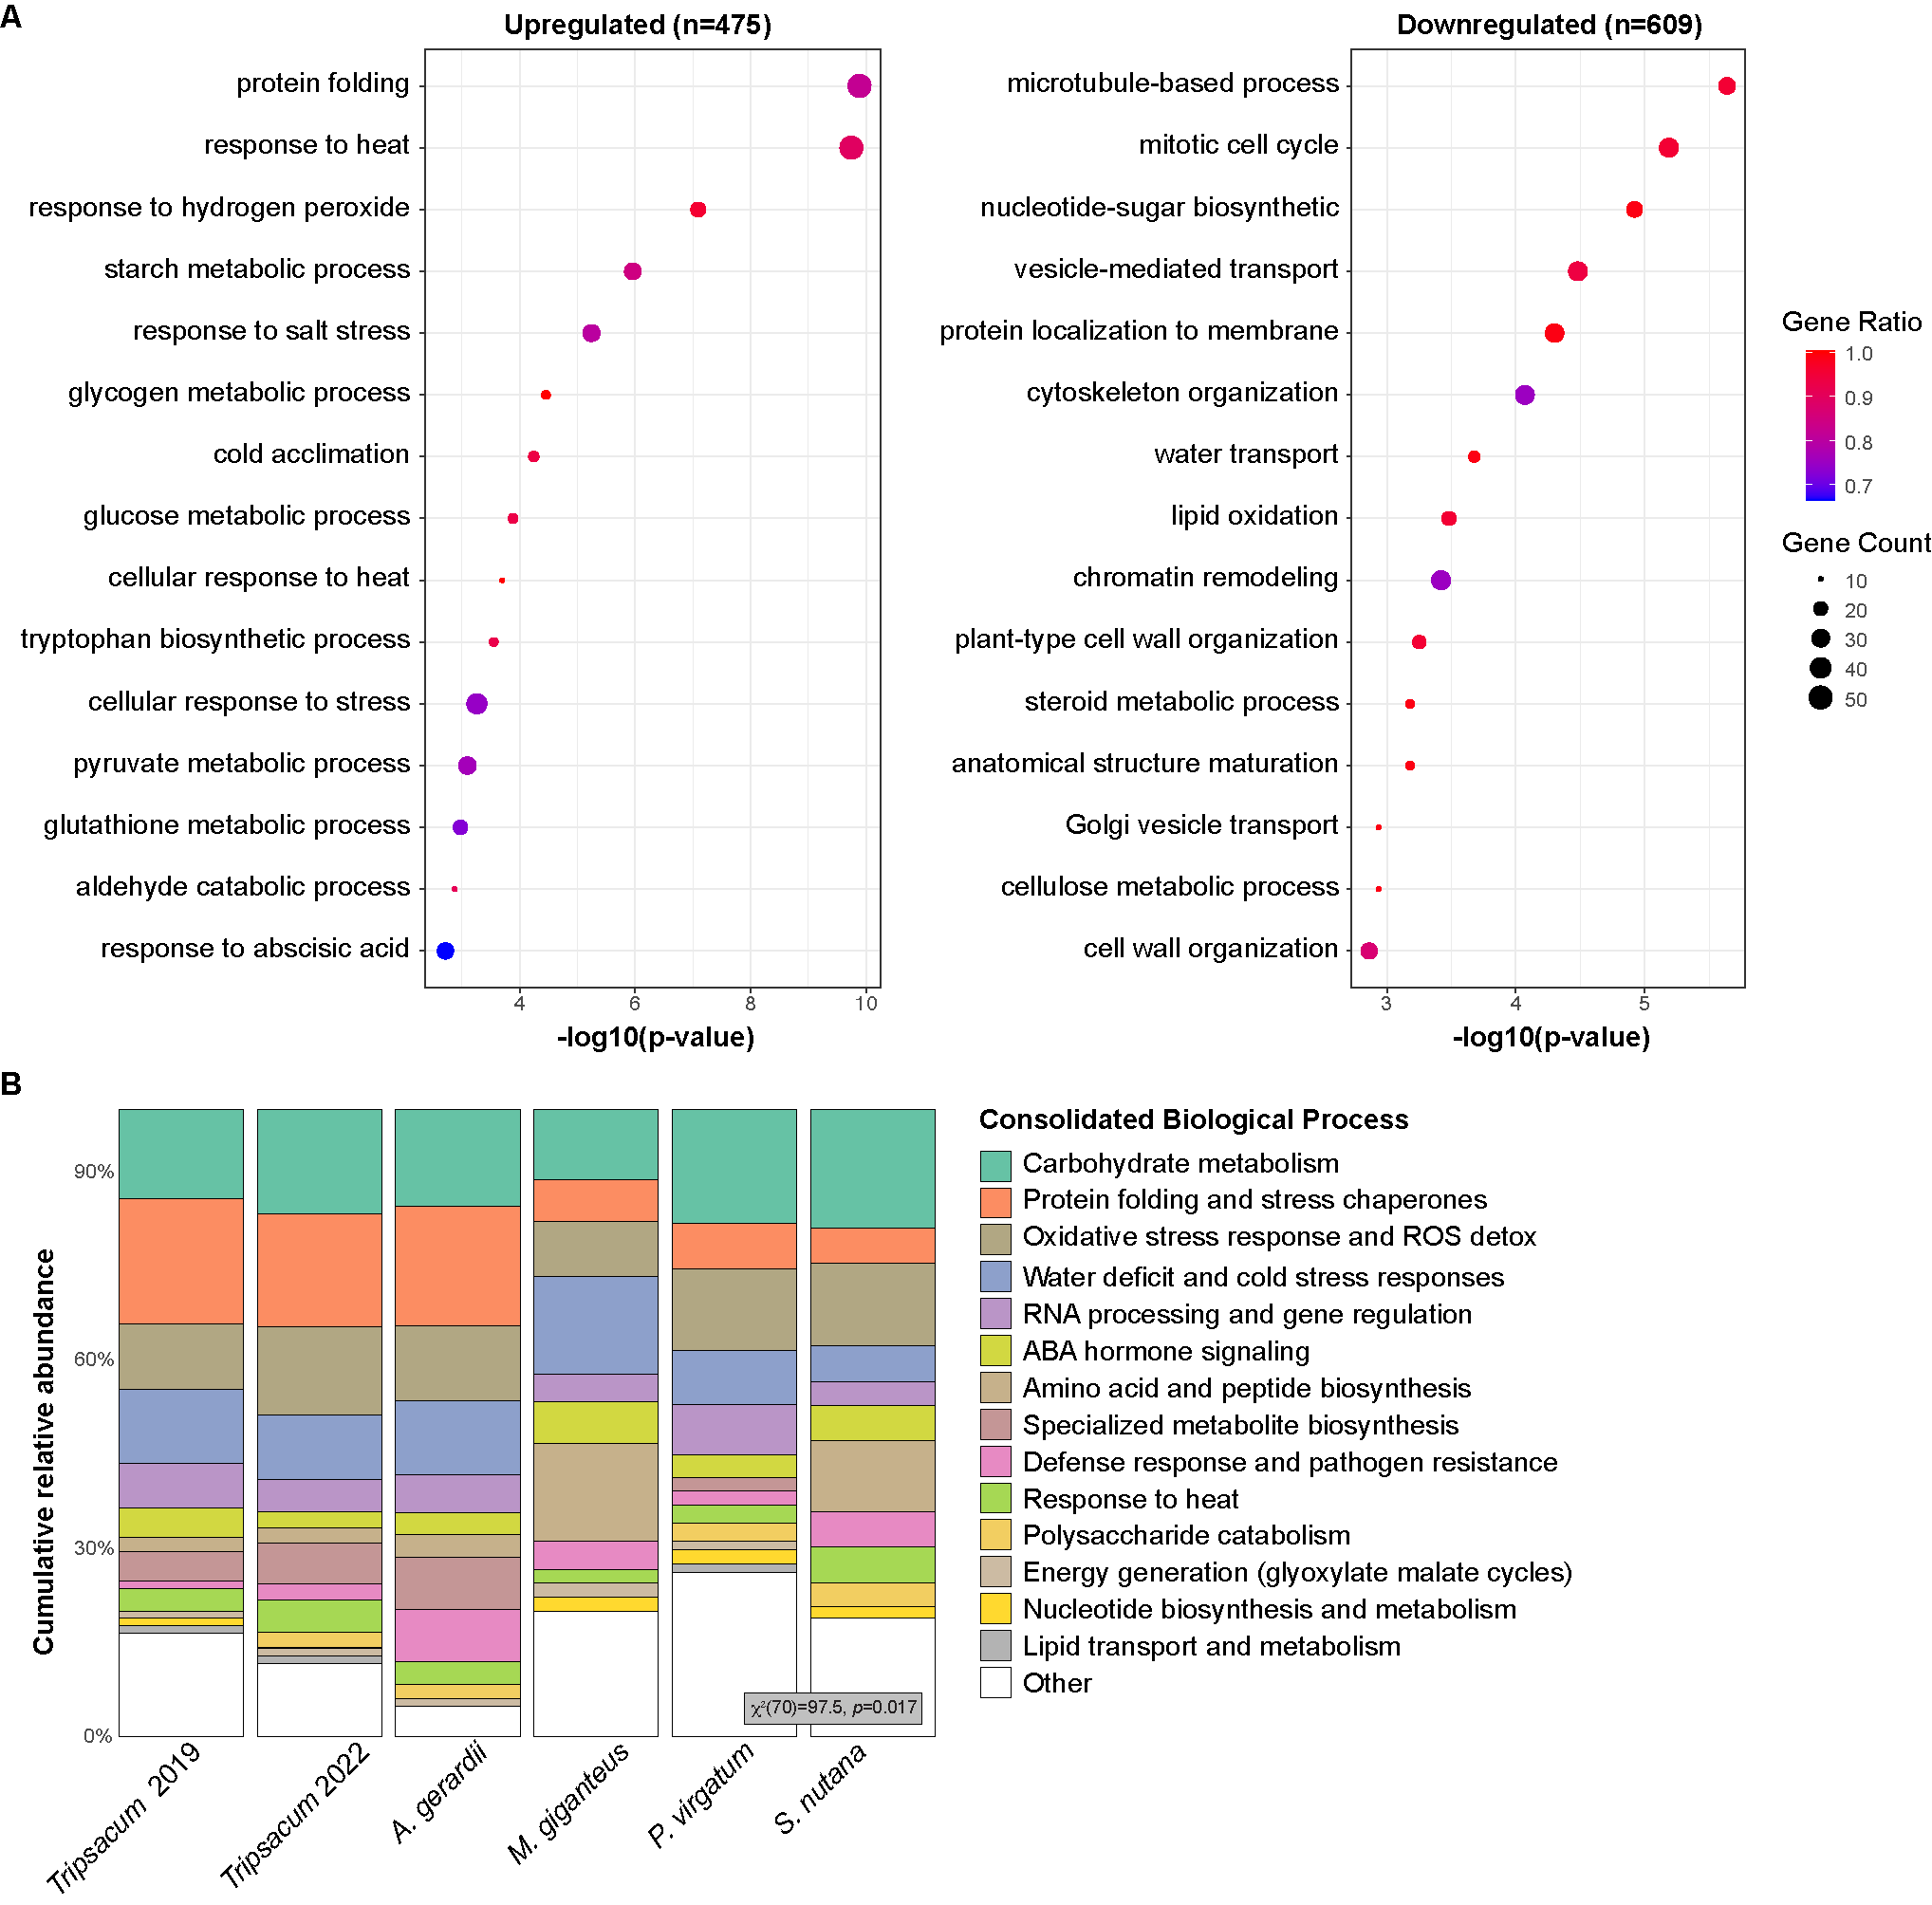 A
Upregulated (n=475)
protein folding
response to heat
response to hydrogen peroxide
starch metabolic process
response to salt stress
glycogen metabolic process
cold acclimation
glucose metabolic process
cellular response to heat
tryptophan biosynthetic process
cellular response to stress
pyruvate metabolic process
glutathione metabolic process
aldehyde catabolic process
response to abscisic acid
4 6 8 10
-log10(p-value)
Downregulated (n=609)
microtubule-based process
mitotic cell cycle
nucleotide-sugar biosynthetic
vesicle-mediated transport
protein localization to membrane
cytoskeleton organization
water transport
lipid oxidation
chromatin remodeling
plant-type cell wall organization
steroid metabolic process
anatomical structure maturation
Golgi vesicle transport
cellulose metabolic process
cell wall organization
3 4 5
-log10(p-value)
Gene Ratio
1.0
0.9
0.8
0.7
Gene Count
10
20
30
40
50
B
Cumulative relative abundance
90%
60%
30%
0%
χ²(70)=97.5, p=0.017
Tripsacum 2019
Tripsacum 2022
A. gerardii
M. giganteus
P. virgatum
S. nutana
Consolidated Biological Process
Carbohydrate metabolism
Protein folding and stress chaperones
Oxidative stress response and ROS detox
Water deficit and cold stress responses
RNA processing and gene regulation
ABA hormone signaling
Amino acid and peptide biosynthesis
Specialized metabolite biosynthesis
Defense response and pathogen resistance
Response to heat
Polysaccharide catabolism
Energy generation (glyoxylate malate cycles)
Nucleotide biosynthesis and metabolism
Lipid transport and metabolism
Other